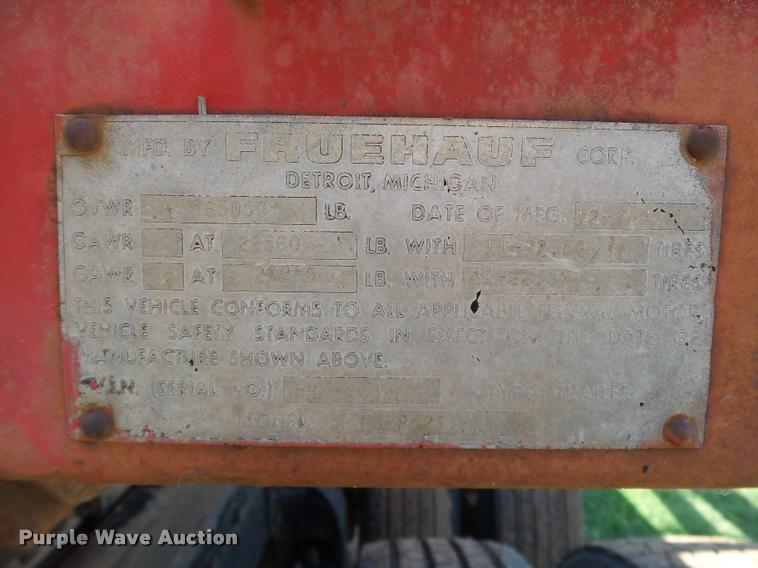 MFD. BY FRUEHAUF CORP.
DETROIT, MICHIGAN
GVWR LB. DATE OF MFG. 12
GAWR AT LB. WITH TIRES
GAWR AT LB. WITH TIRES
THIS VEHICLE CONFORMS TO ALL APPLICABLE FEDERAL MOTOR
VEHICLE SAFETY STANDARDS IN EFFECT ON THE DATE OF
MANUFACTURE SHOWN ABOVE.
V.I.N. (SERIAL NO.) TYPE: TRAILER
MODEL
Purple Wave Auction